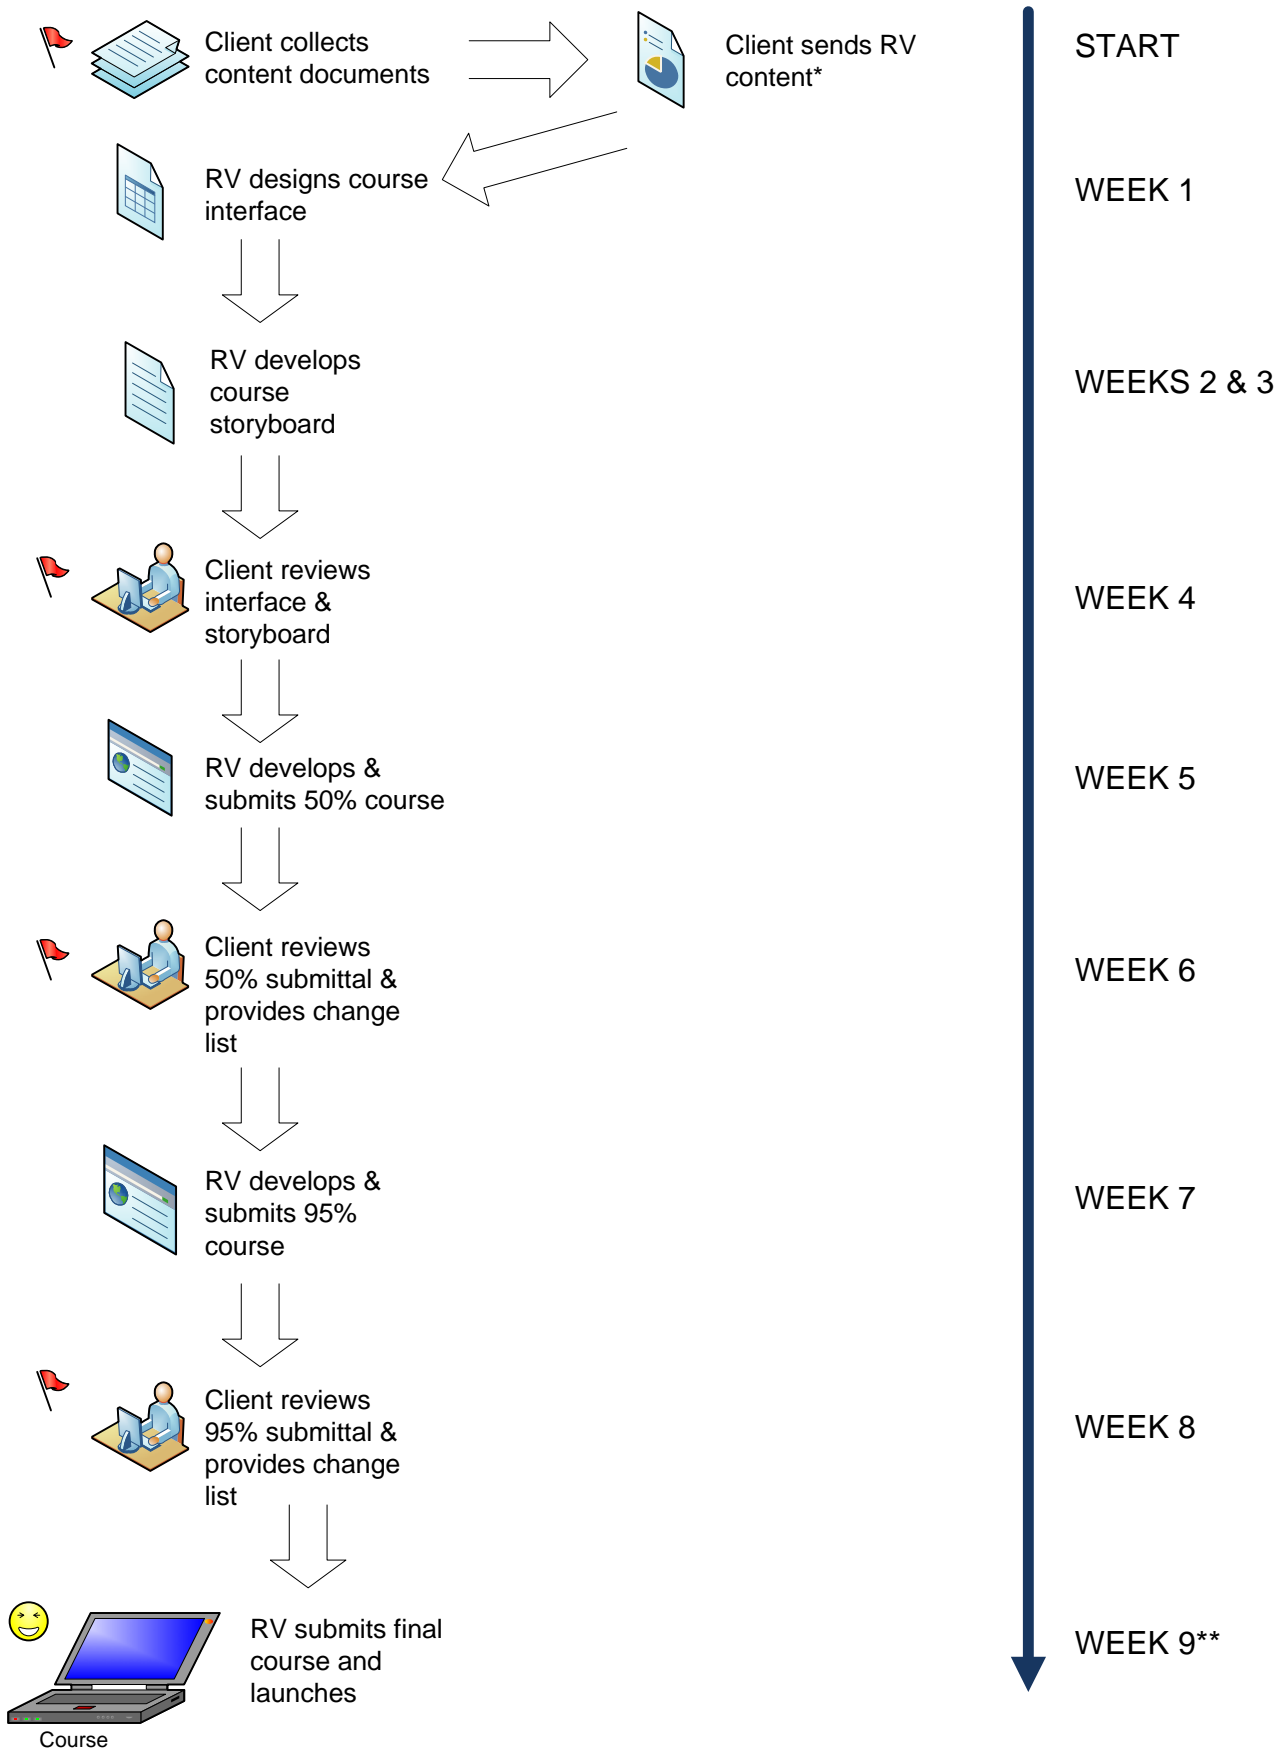 Client collects
content documents
Client sends RV
content*
START
RV designs course
interface
WEEK 1
RV develops
course
storyboard
WEEKS 2 & 3
Client reviews
interface &
storyboard
WEEK 4
RV develops &
submits 50% course
WEEK 5
Client reviews
50% submittal &
provides change
list
WEEK 6
RV develops &
submits 95%
course
WEEK 7
Client reviews
95% submittal &
provides change
list
WEEK 8
RV submits final
course and
launches
WEEK 9**
Course